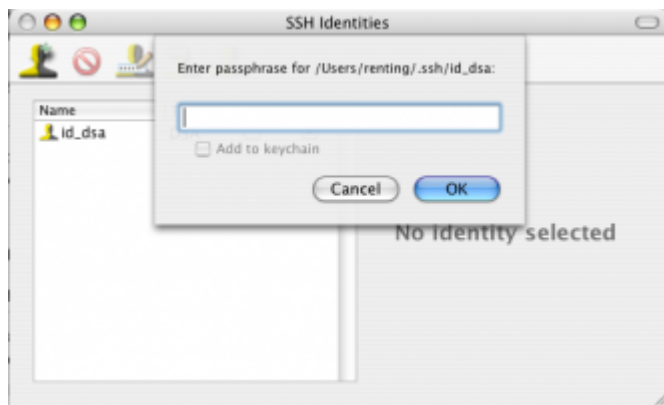 SSH Identities
Enter passphrase for /Users/renting/.ssh/id_dsa:
Name
id_dsa
Add to keychain
Cancel
OK
No identity selected